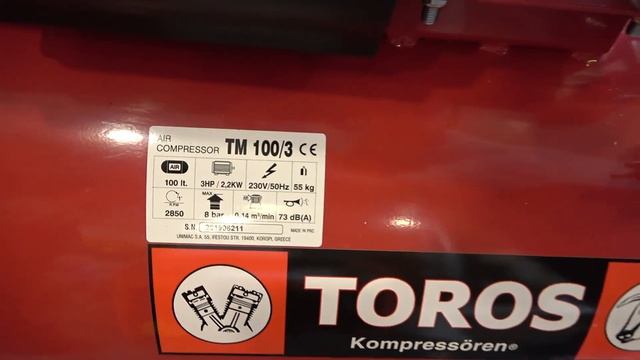 AIR
COMPRESSOR TM 100/3 CE
AIR
100 lt. 3HP / 2,2KW 230V/50Hz 55 kg
R.P.M MAX
2850 8 bar 0,14 m³/min 73 dB(A)
S.N MADE IN PRC
UNIMAC S.A. 55, IFESTOU STR. 19400, KOROPI, GREECE
TOROS
Kompressören®